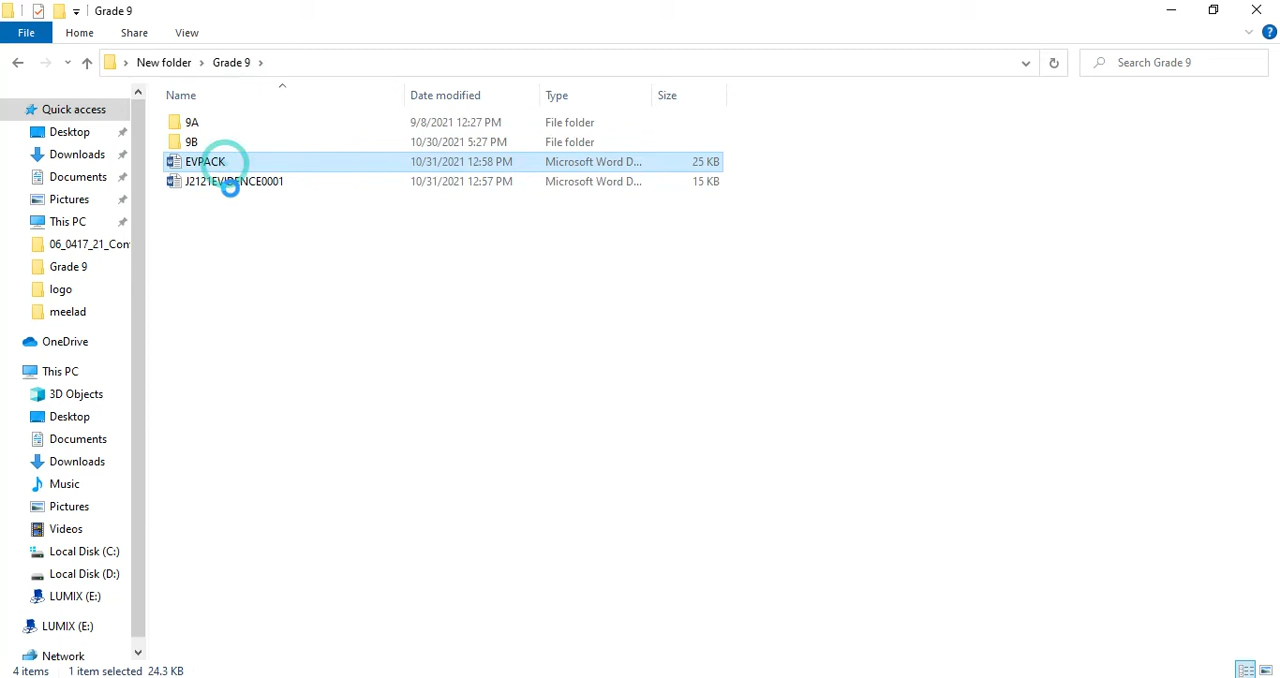 Grade 9
File Home Share View
New folder Grade 9
Search Grade 9
Name Date modified Type Size
Quick access
Desktop
Downloads
Documents
Pictures
This PC
06_0417_21_Con
Grade 9
logo
meelad
OneDrive
This PC
3D Objects
Desktop
Documents
Downloads
Music
Pictures
Videos
Local Disk (C:)
Local Disk (D:)
LUMIX (E:)
LUMIX (E:)
Network
9A 9/8/2021 12:27 PM File folder
9B 10/30/2021 5:27 PM File folder
EVPACK 10/31/2021 12:58 PM Microsoft Word D... 25 KB
J2121EVIDENCE0001 10/31/2021 12:57 PM Microsoft Word D... 15 KB
4 items 1 item selected 24.3 KB